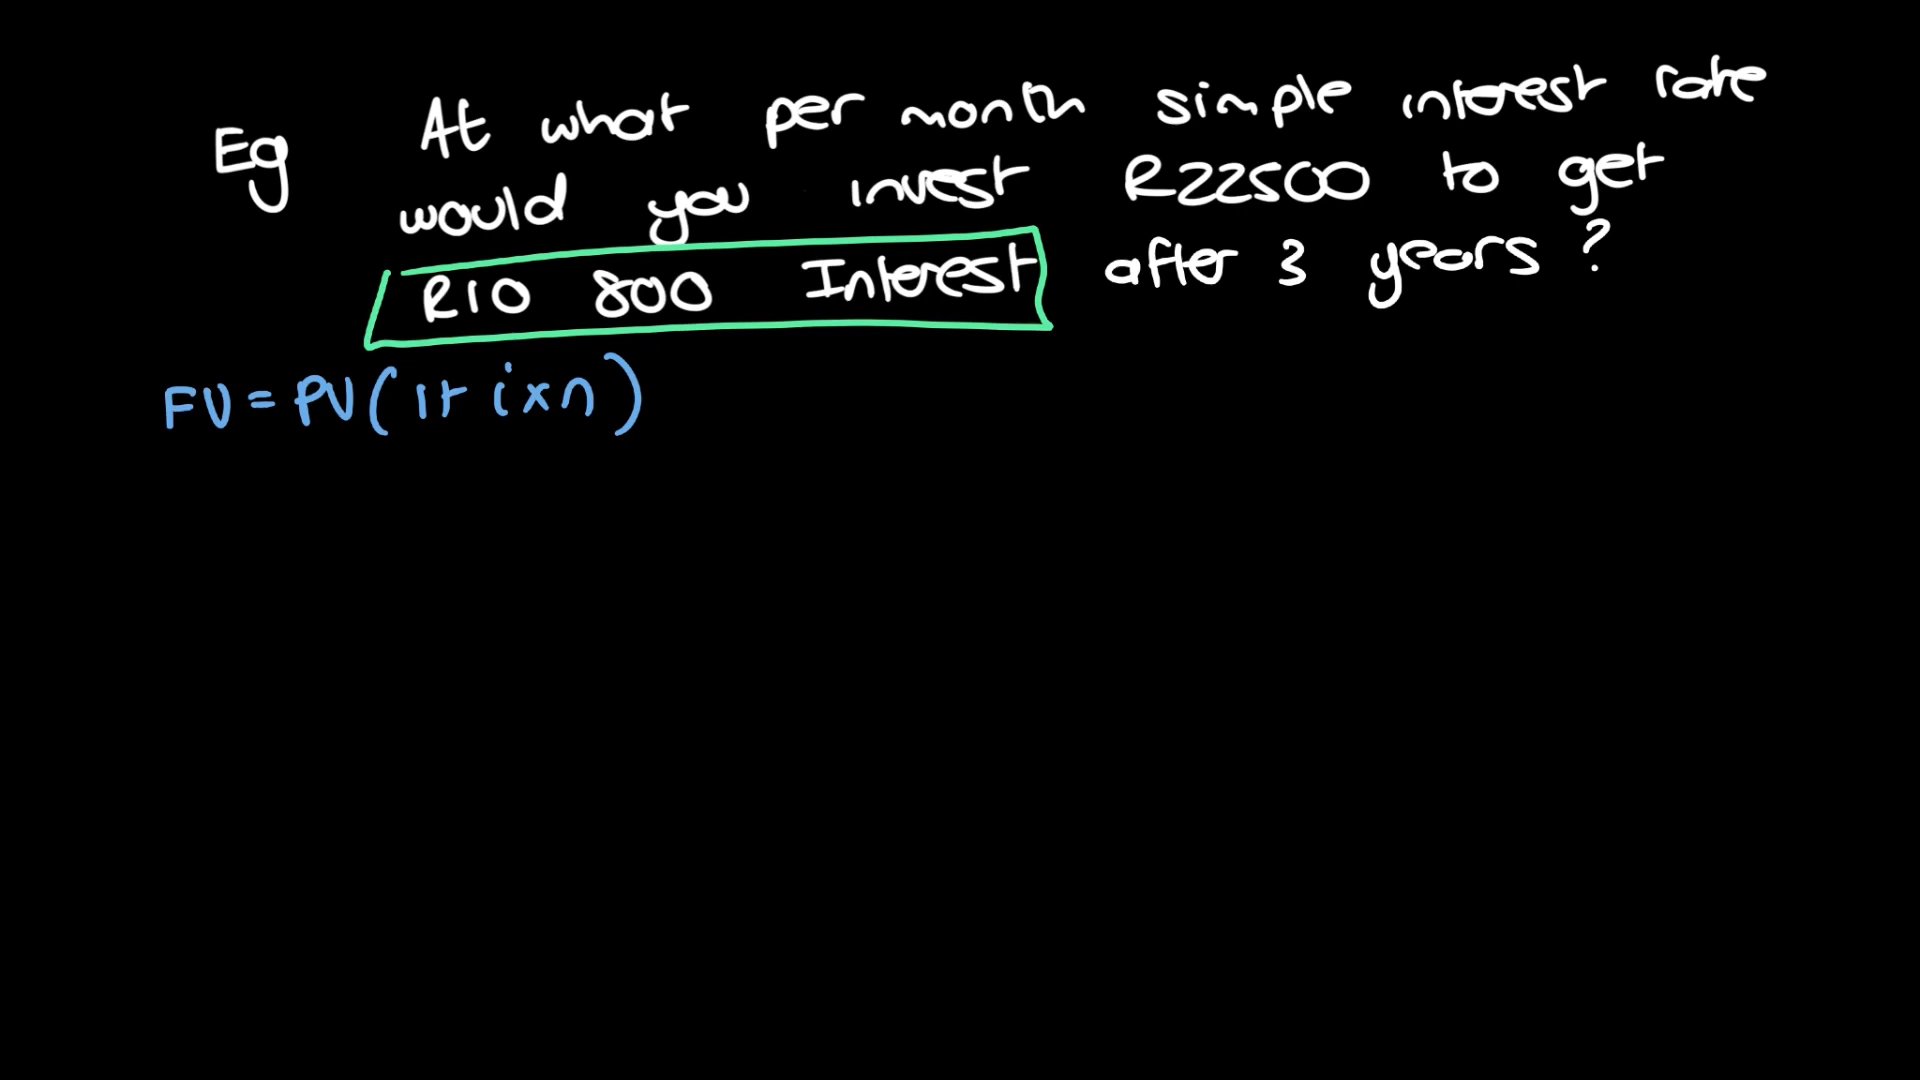 Eg At what per month simple interest rate
would you invest R22500 to get
R10 800 Interest after 3 years ?
FV = PV(1+ i×n)